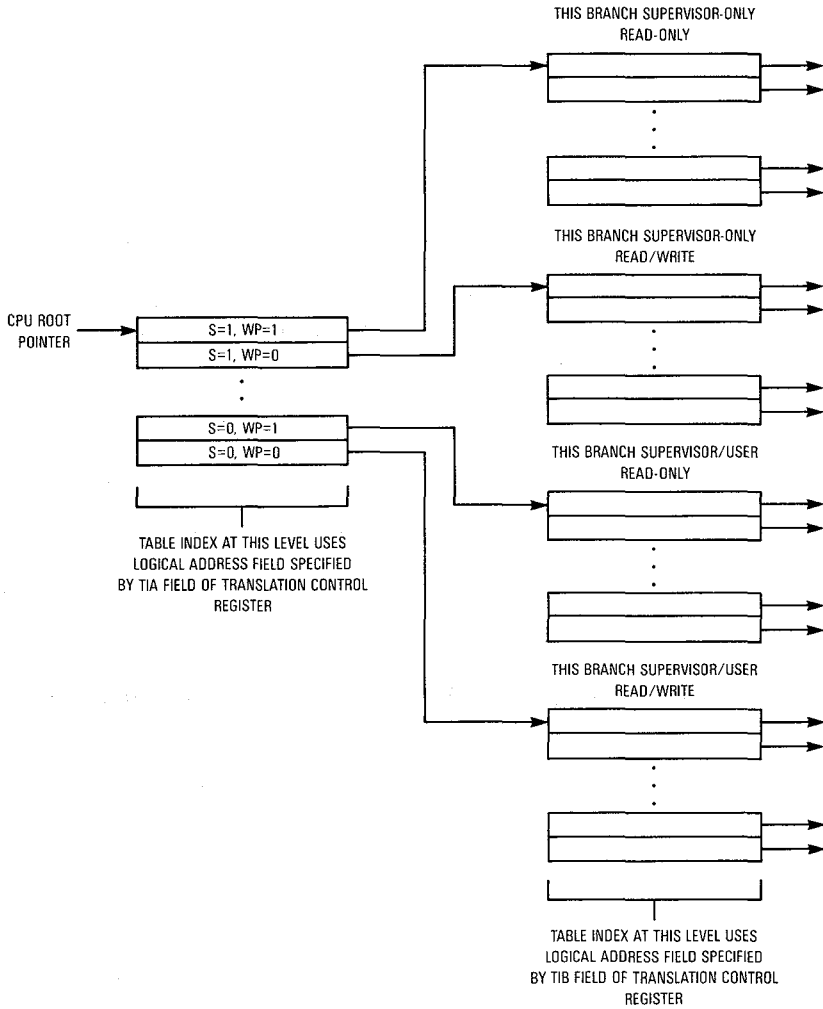 THIS BRANCH SUPERVISOR-ONLY
READ-ONLY
THIS BRANCH SUPERVISOR-ONLY
READ/WRITE
CPU ROOT
POINTER
S=1, WP=1
S=1, WP=0
S=0, WP=1
S=0, WP=0
THIS BRANCH SUPERVISOR/USER
READ-ONLY
TABLE INDEX AT THIS LEVEL USES
LOGICAL ADDRESS FIELD SPECIFIED
BY TIA FIELD OF TRANSLATION CONTROL
REGISTER
THIS BRANCH SUPERVISOR/USER
READ/WRITE
TABLE INDEX AT THIS LEVEL USES
LOGICAL ADDRESS FIELD SPECIFIED
BY TIB FIELD OF TRANSLATION CONTROL
REGISTER